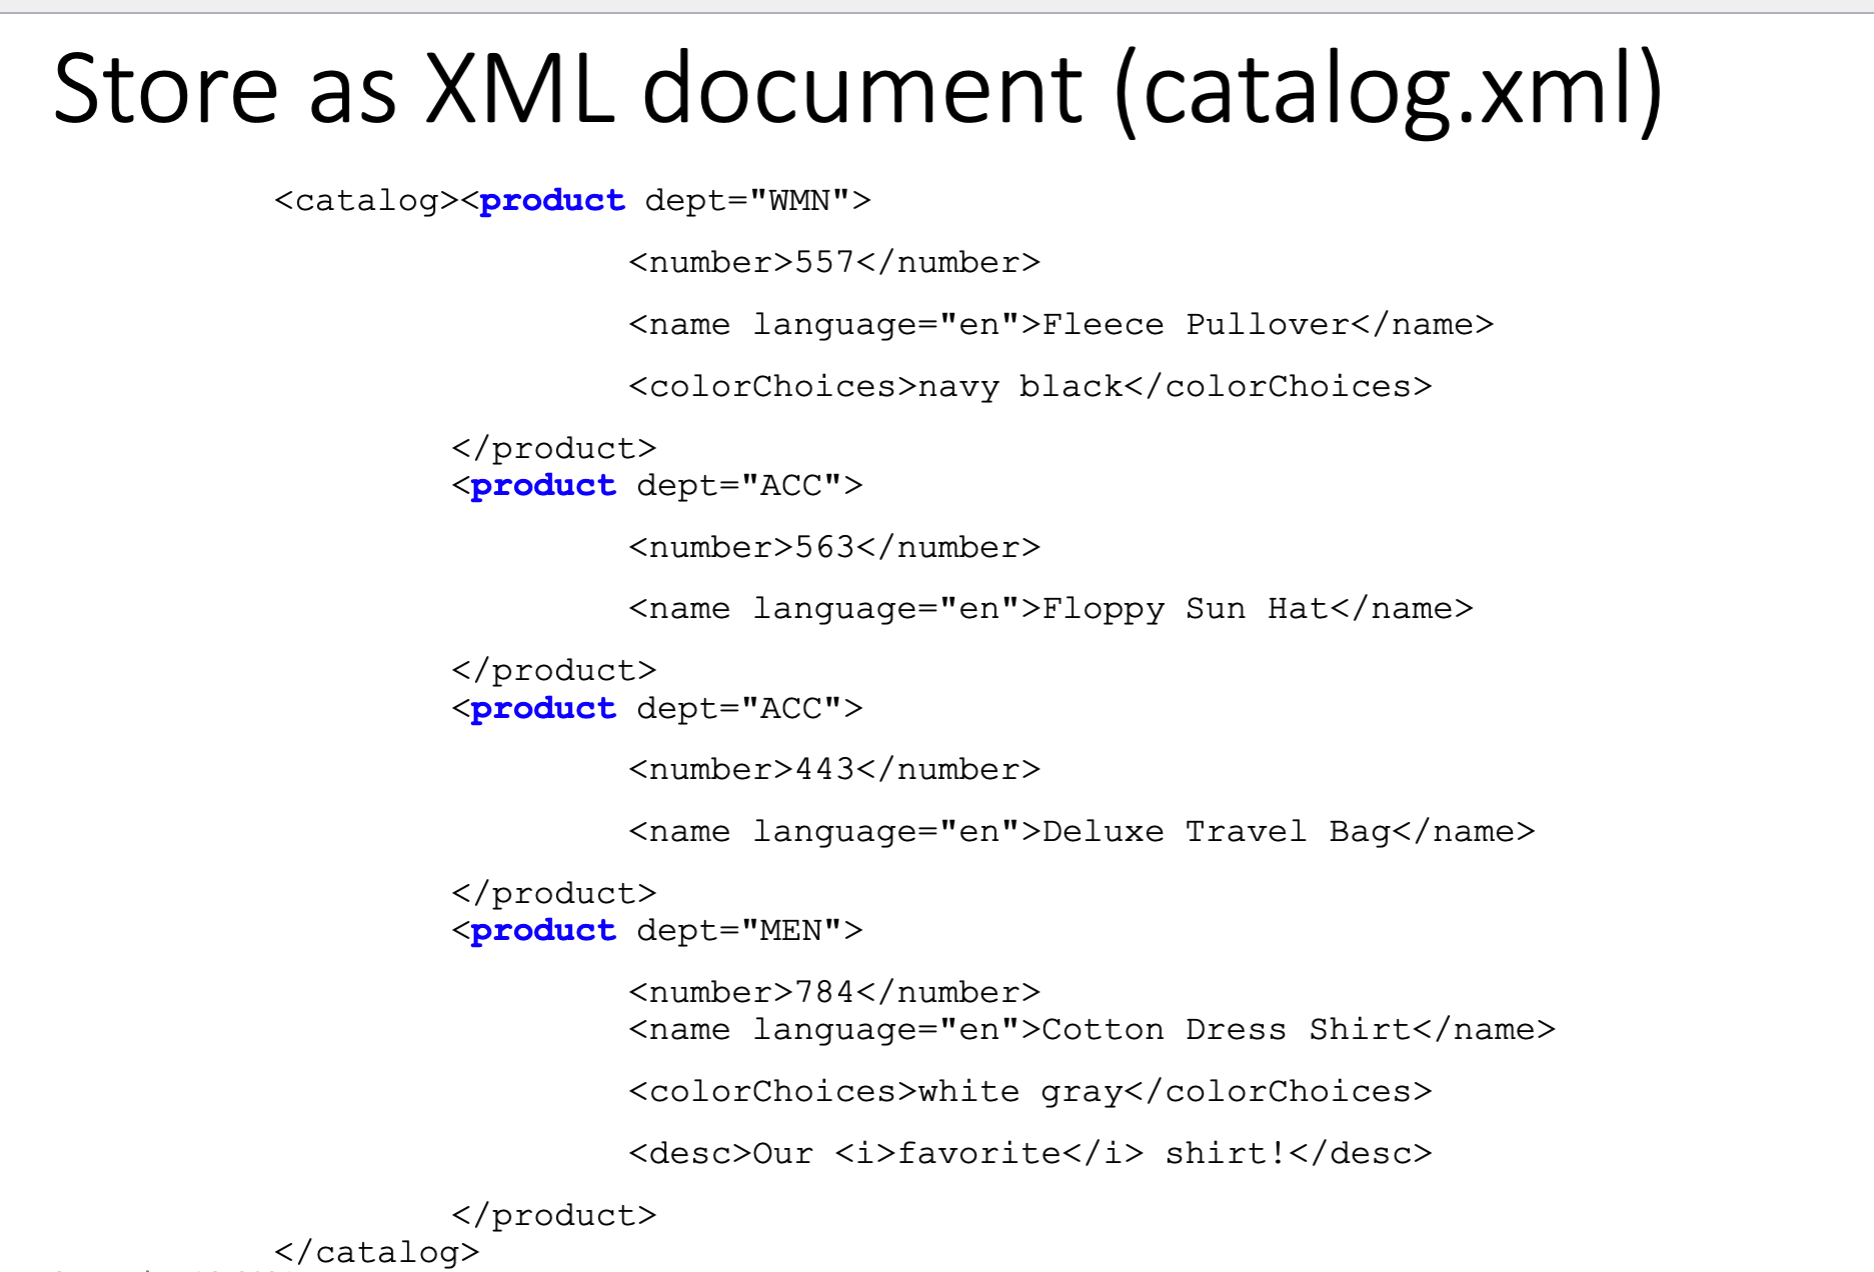 Store as XML document (catalog.xml)
<catalog><product dept="WMN">
<number>557</number>
<name language="en">Fleece Pullover</name>
<colorChoices>navy black</colorChoices>
</product>
<product dept="ACC">
<number>563</number>
<name language="en">Floppy Sun Hat</name>
</product>
<product dept="ACC">
<number>443</number>
<name language="en">Deluxe Travel Bag</name>
</product>
<product dept="MEN">
<number>784</number>
<name language="en">Cotton Dress Shirt</name>
<colorChoices>white gray</colorChoices>
<desc>Our <i>favorite</i> shirt!</desc>
</product>
</catalog>